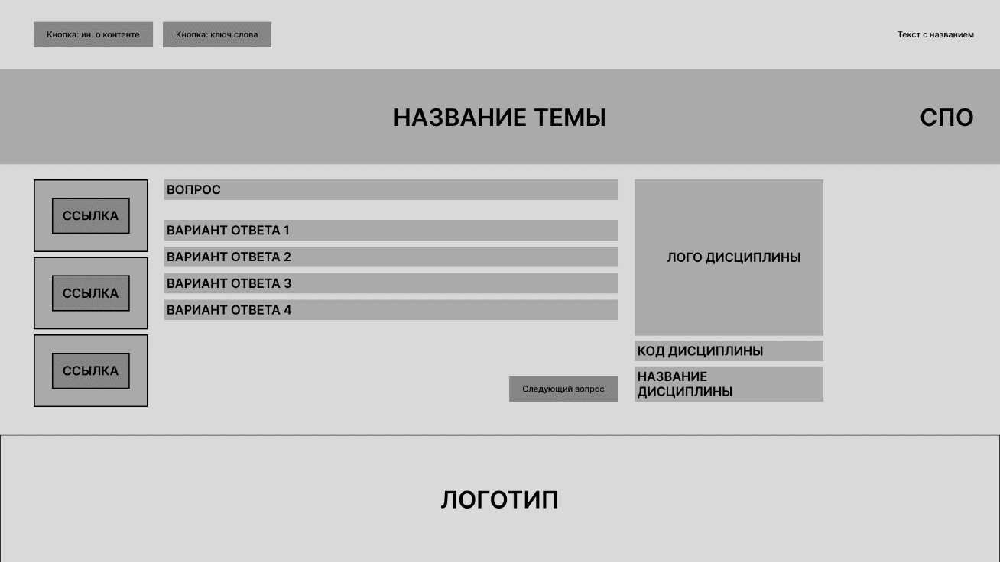 Кнопка: ин. о контенте
Кнопка: ключ.слова
Текст с названием
НАЗВАНИЕ ТЕМЫ
СПО
ССЫЛКА
ССЫЛКА
ССЫЛКА
ВОПРОС
ВАРИАНТ ОТВЕТА 1
ВАРИАНТ ОТВЕТА 2
ВАРИАНТ ОТВЕТА 3
ВАРИАНТ ОТВЕТА 4
Следующий вопрос
ЛОГО ДИСЦИПЛИНЫ
КОД ДИСЦИПЛИНЫ
НАЗВАНИЕ
ДИСЦИПЛИНЫ
ЛОГОТИП